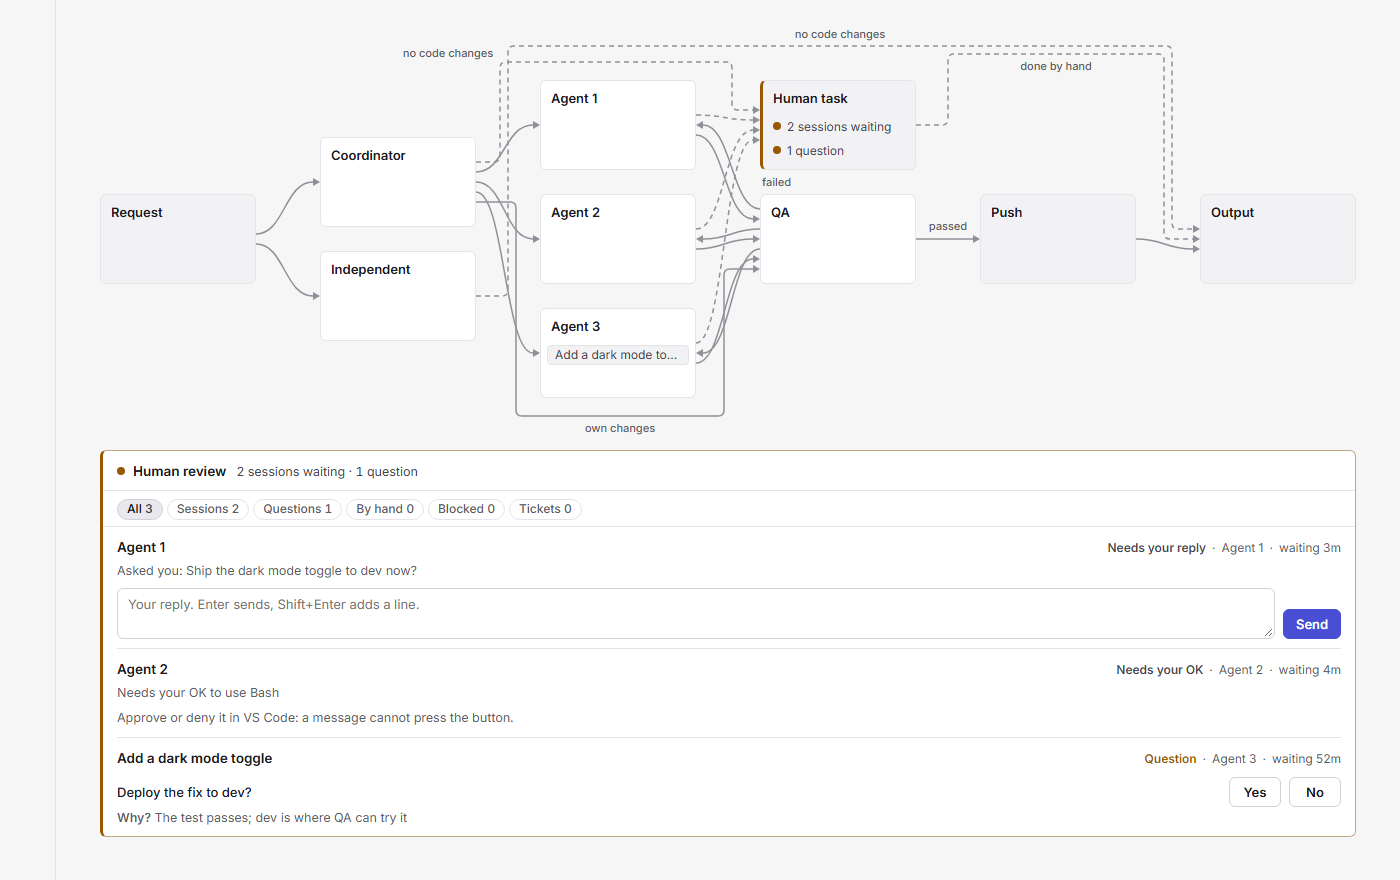 no code changes
no code changes
done by hand
Agent 1
Human task
2 sessions waiting
1 question
Coordinator
failed
Request
Agent 2
QA
passed
Push
Output
Independent
Agent 3
Add a dark mode to...
own changes
Human review 2 sessions waiting · 1 question
All 3 Sessions 2 Questions 1 By hand 0 Blocked 0 Tickets 0
Agent 1 Needs your reply · Agent 1 · waiting 3m
Asked you: Ship the dark mode toggle to dev now?
Your reply. Enter sends, Shift+Enter adds a line.
Send
Agent 2 Needs your OK · Agent 2 · waiting 4m
Needs your OK to use Bash
Approve or deny it in VS Code: a message cannot press the button.
Add a dark mode toggle Question · Agent 3 · waiting 52m
Deploy the fix to dev? Yes No
Why? The test passes; dev is where QA can try it